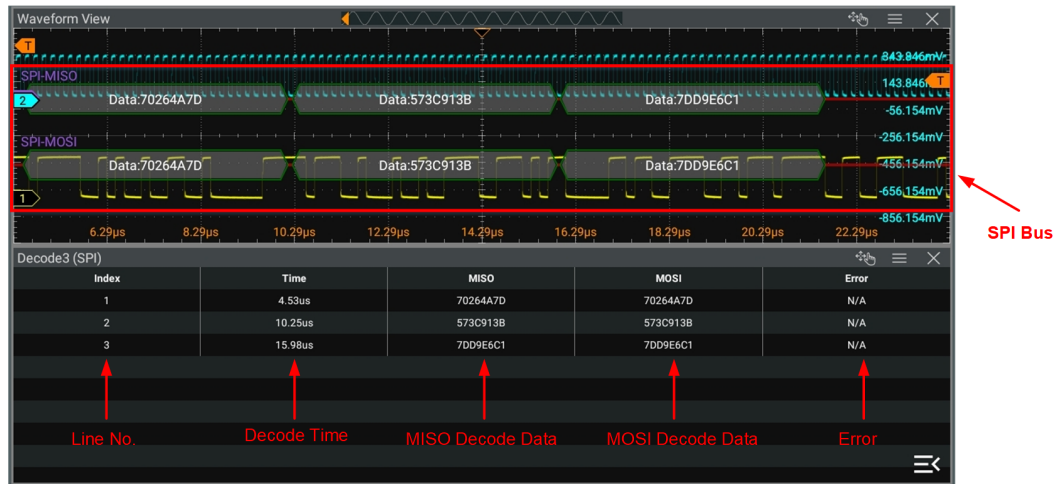 Waveform View
T
843.846mV
SPI-MISO
143.846 T
2 Data:70264A7D Data:573C913B Data:7DD9E6C1
-56.154mV
-256.154mV
SPI-MOSI
Data:70264A7D Data:573C913B Data:7DD9E6C1 -456.154mV
1 -656.154mV
-856.154mV
SPI Bus
6.29μs 8.29μs 10.29μs 12.29μs 14.29μs 16.29μs 18.29μs 20.29μs 22.29μs
Decode3 (SPI)
Index Time MISO MOSI Error
1 4.53us 70264A7D 70264A7D N/A
2 10.25us 573C913B 573C913B N/A
3 15.98us 7DD9E6C1 7DD9E6C1 N/A
Line No. Decode Time MISO Decode Data MOSI Decode Data Error